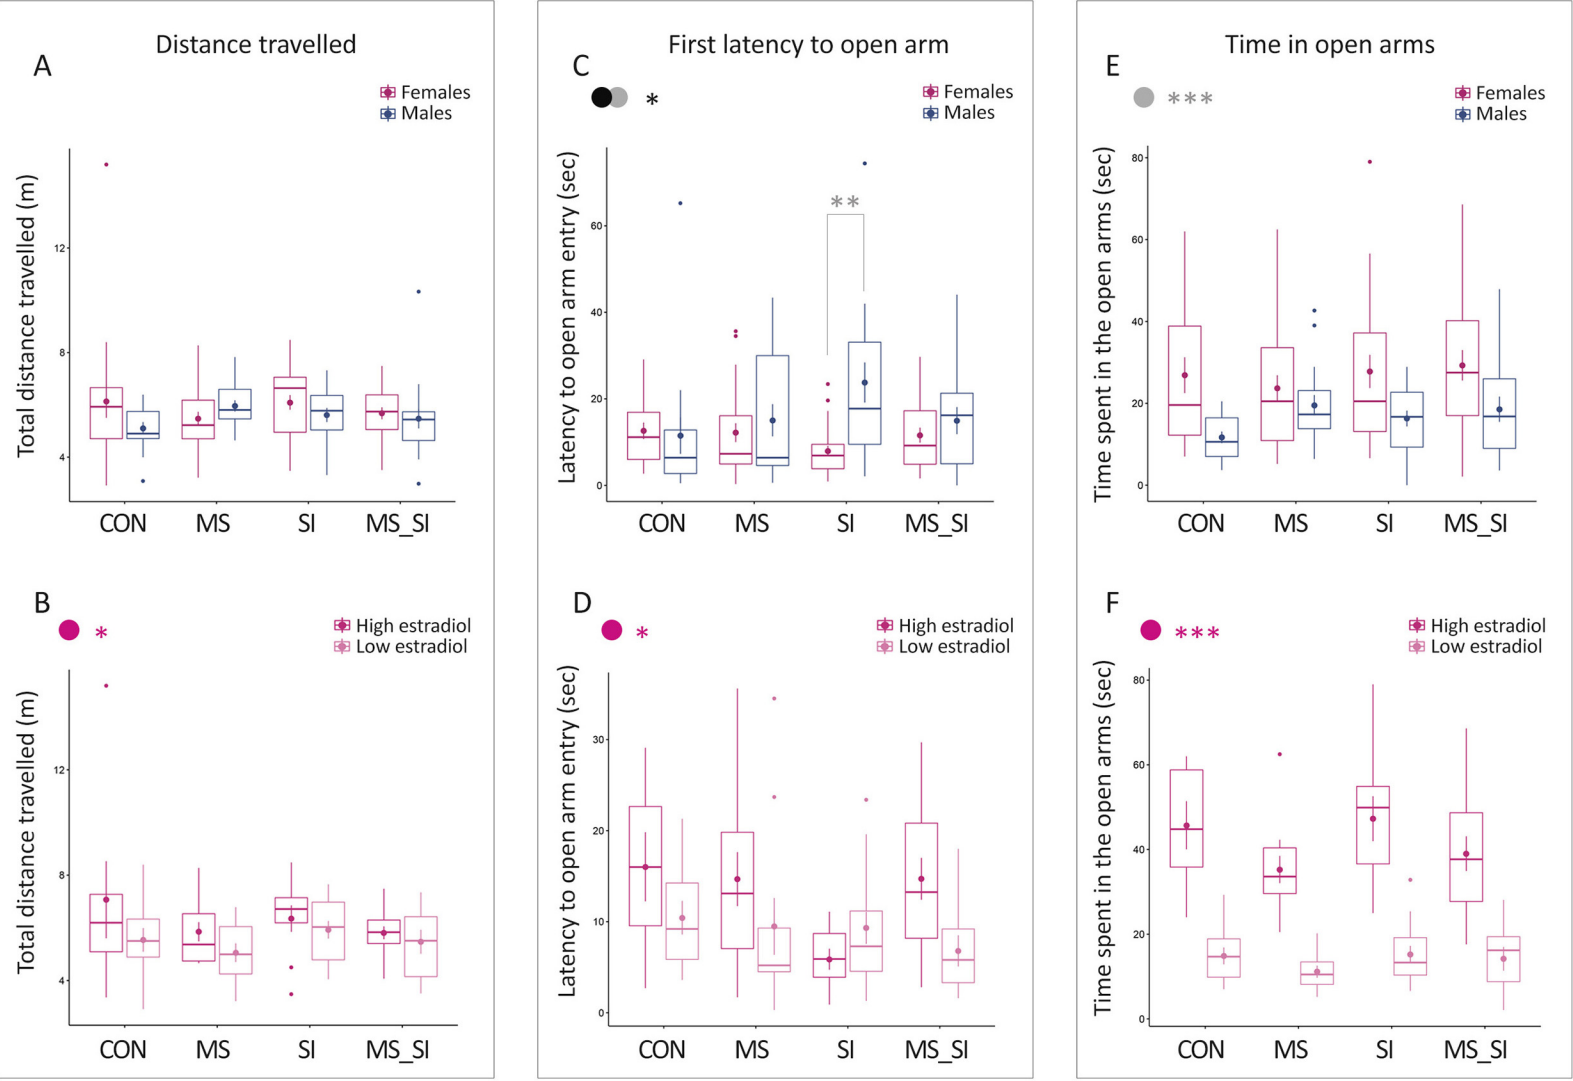 Distance travelled
A
Females
Males
Total distance travelled (m)
12
8
4
CON MS SI MS_SI
B
*
High estradiol
Low estradiol
Total distance travelled (m)
12
8
4
CON MS SI MS_SI
First latency to open arm
C
*
Females
Males
Latency to open arm entry (sec)
**
60
40
20
0
CON MS SI MS_SI
D
*
High estradiol
Low estradiol
Latency to open arm entry (sec)
30
20
10
0
CON MS SI MS_SI
Time in open arms
E
***
Females
Males
Time spent in the open arms (sec)
80
60
40
20
0
CON MS SI MS_SI
F
***
High estradiol
Low estradiol
Time spent in the open arms (sec)
80
60
40
20
0
CON MS SI MS_SI